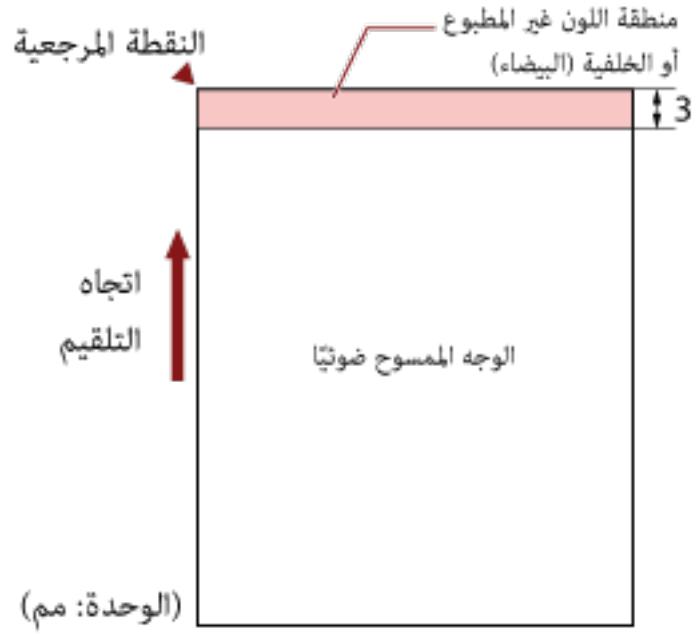 منطقة اللون غير المطبوع
أو الخلفية (البيضاء)
النقطة المرجعية
3
اتجاه
التلقيم
الوجه الممسوح ضوئيًا
(الوحدة: مم)